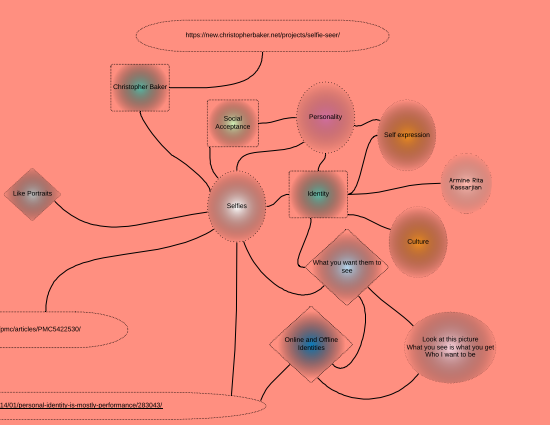 https://new.christopherbaker.net/projects/selfie-seer/
Christopher Baker
Social
Acceptance
Personality
Self expression
Like Portraits
Selfies
Identity
Armine Rita
Kassarjian
Culture
What you want them to
see
pmc/articles/PMC5422530/
Online and Offline
Identities
Look at this picture
What you see is what you get
Who I want to be
14/01/personal-identity-is-mostly-performance/283043/